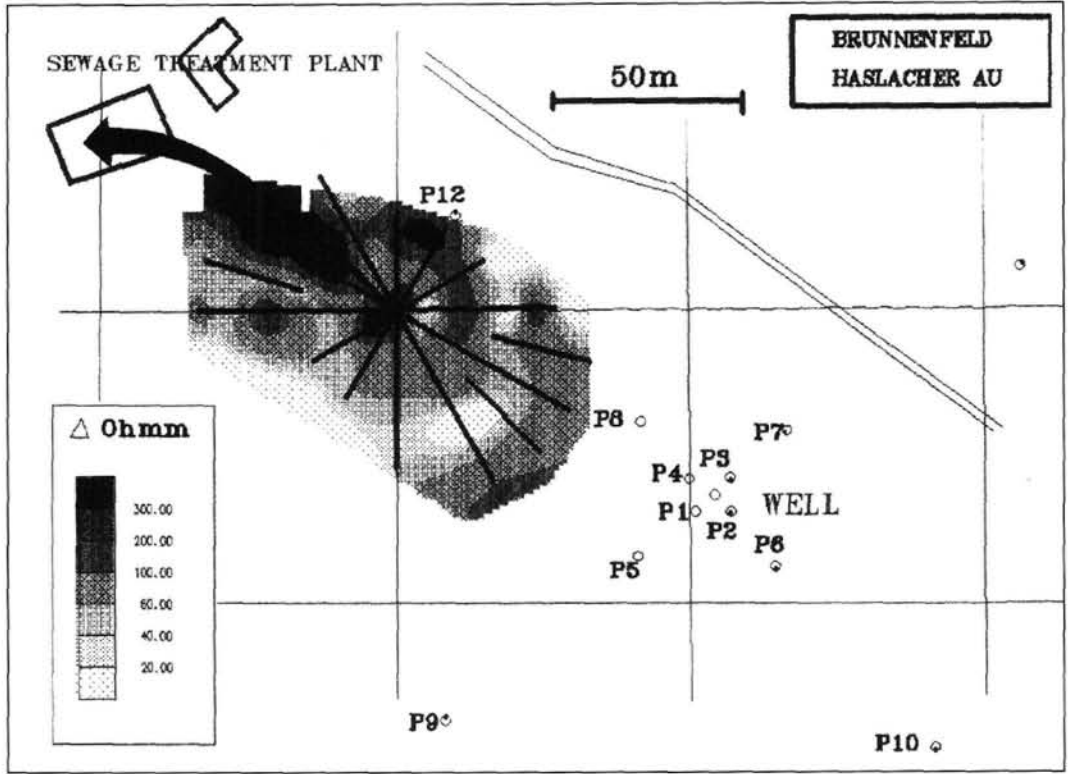 SEWAGE TREATMENT PLANT
50m
BRUNNENFELD
HASLACHER AU
P12
△ Ohmm
300.00
200.00
100.00
60.00
40.00
20.00
P8
P7
P4
P3
P1
P2
WELL
P5
P6
P9
P10